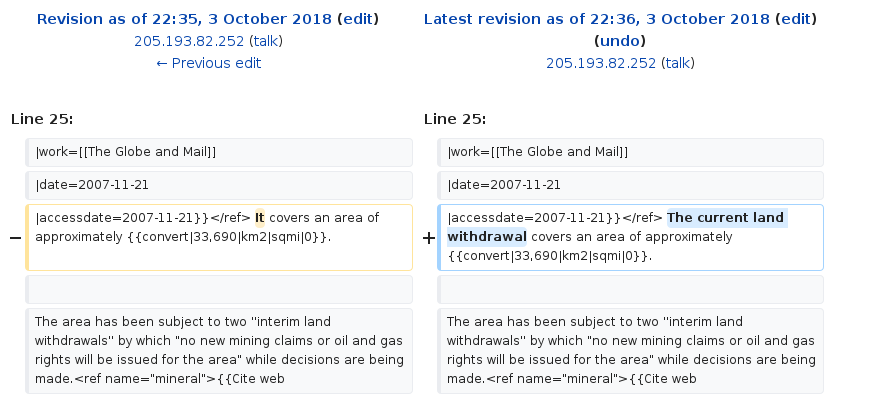 Revision as of 22:35, 3 October 2018 (edit)
205.193.82.252 (talk)
← Previous edit
Latest revision as of 22:36, 3 October 2018 (edit)
(undo)
205.193.82.252 (talk)
Line 25:
Line 25:
|work=[[The Globe and Mail]]
|work=[[The Globe and Mail]]
|date=2007-11-21
|date=2007-11-21
− |accessdate=2007-11-21}}</ref> It covers an area of
approximately {{convert|33,690|km2|sqmi|0}}.
+ |accessdate=2007-11-21}}</ref> The current land
withdrawal covers an area of approximately
{{convert|33,690|km2|sqmi|0}}.
The area has been subject to two "interim land
withdrawals" by which "no new mining claims or oil and gas
rights will be issued for the area" while decisions are being
made.<ref name="mineral">{{Cite web
The area has been subject to two "interim land
withdrawals" by which "no new mining claims or oil and gas
rights will be issued for the area" while decisions are being
made.<ref name="mineral">{{Cite web